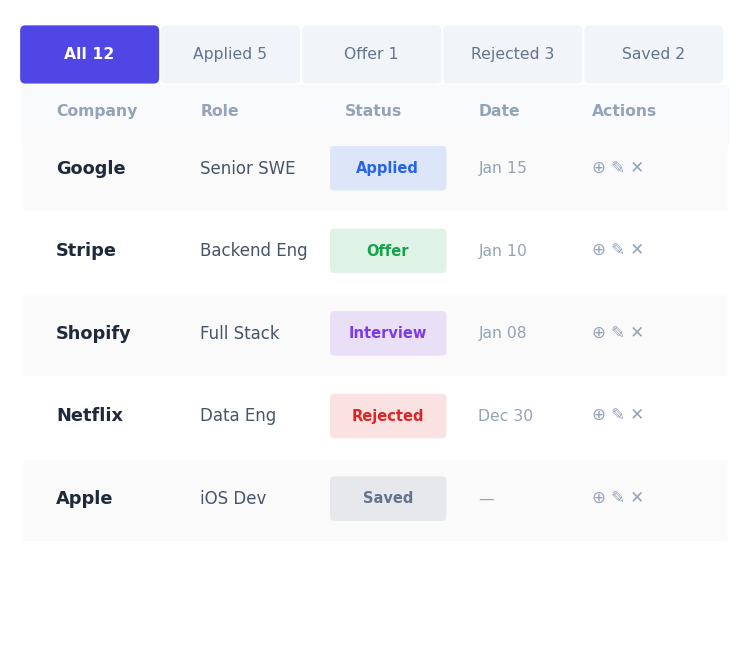 All 12 Applied 5 Offer 1 Rejected 3 Saved 2
Company Role Status Date Actions
Google Senior SWE Applied Jan 15 ⊕ ✎ ✕
Stripe Backend Eng Offer Jan 10 ⊕ ✎ ✕
Shopify Full Stack Interview Jan 08 ⊕ ✎ ✕
Netflix Data Eng Rejected Dec 30 ⊕ ✎ ✕
Apple iOS Dev Saved — ⊕ ✎ ✕